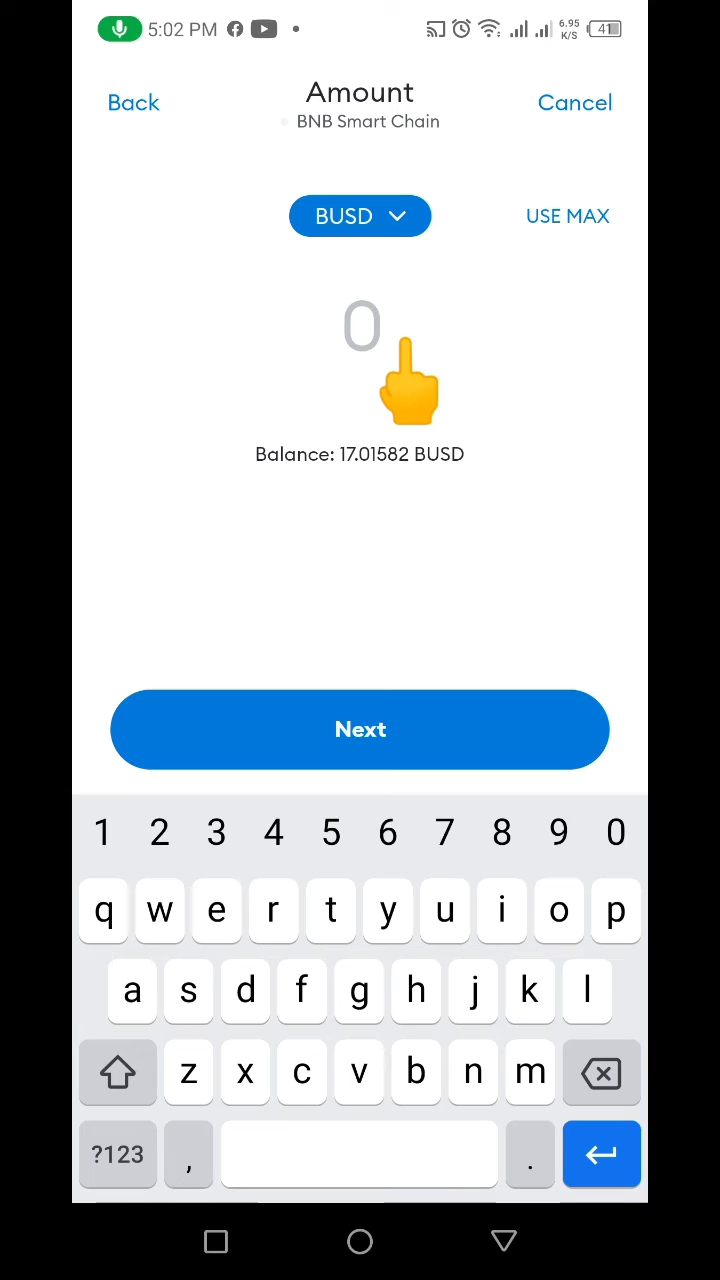 5:02 PM
6.95
K/S
41
Back
Amount
Cancel
BNB Smart Chain
BUSD
USE MAX
0
Balance: 17.01582 BUSD
Next
1 2 3 4 5 6 7 8 9 0
q w e r t y u i o p
a s d f g h j k l
z x c v b n m
?123 , .